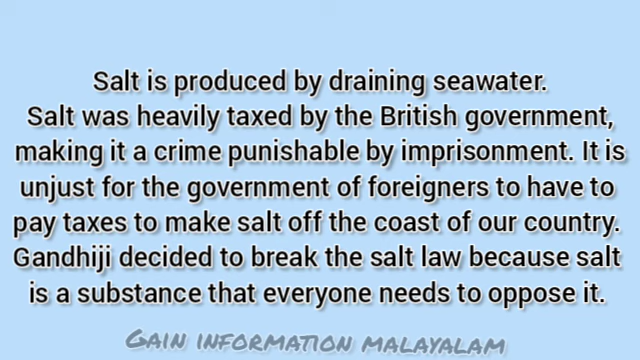 Salt is produced by draining seawater.
Salt was heavily taxed by the British government,
making it a crime punishable by imprisonment. It is
unjust for the government of foreigners to have to
pay taxes to make salt off the coast of our country.
Gandhiji decided to break the salt law because salt
is a substance that everyone needs to oppose it.
Gain information malayalam